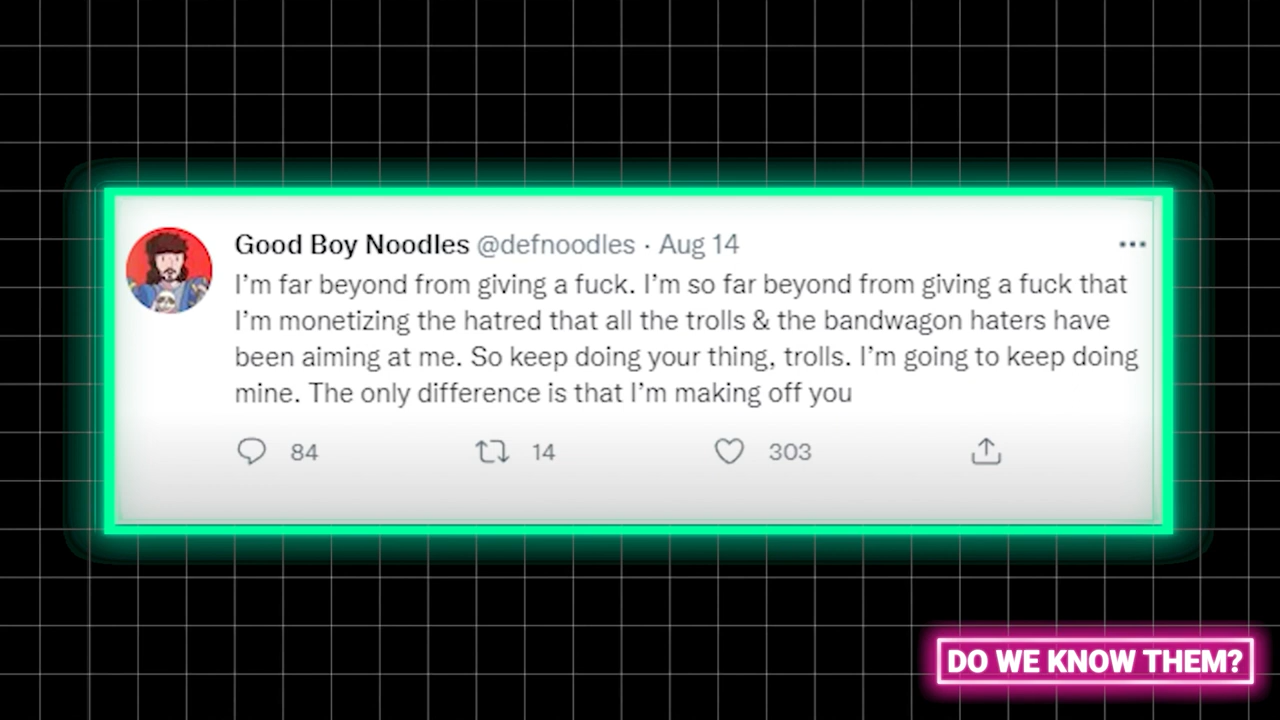 Good Boy Noodles @defnoodles · Aug 14
I'm far beyond from giving a fuck. I'm so far beyond from giving a fuck that
I'm monetizing the hatred that all the trolls & the bandwagon haters have
been aiming at me. So keep doing your thing, trolls. I'm going to keep doing
mine. The only difference is that I'm making off you
84 14 303
DO WE KNOW THEM?